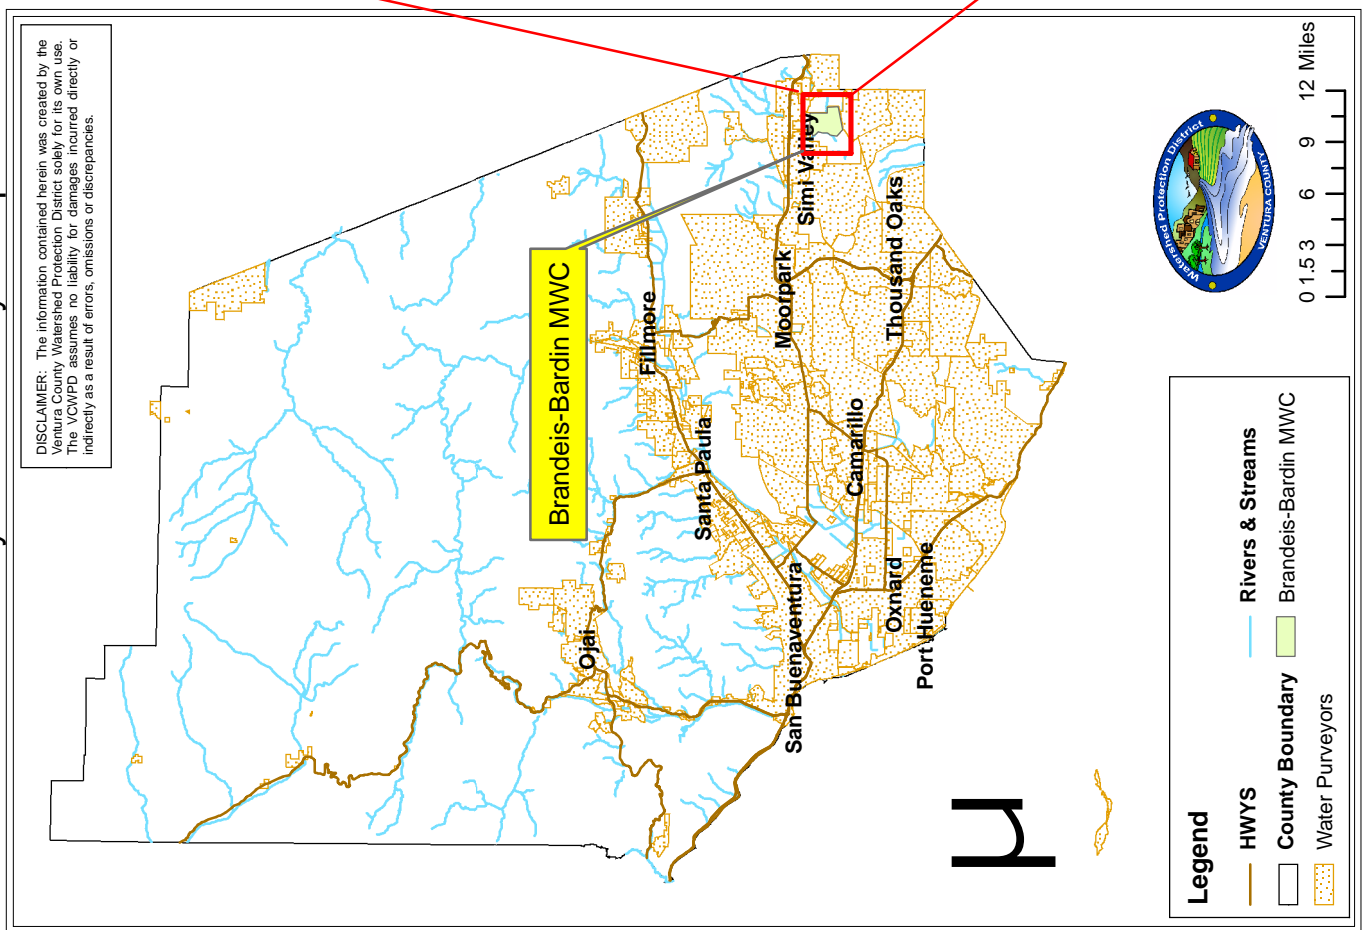 DISCLAIMER: The information contained herein was created by the
Ventura County Watershed Protection District solely for its own use.
The VCWPD assumes no liability for damages incurred directly or
indirectly as a result of errors, omissions or discrepancies.
Brandeis-Bardin MWC
Fillmore
Simi Valley
Moorpark
Thousand Oaks
Santa Paula
Camarillo
Ojai
San Buenaventura
Oxnard
Port Hueneme
µ
Legend
HWYS
Rivers & Streams
County Boundary
Brandeis-Bardin MWC
Water Purveyors
Watershed Protection District
VENTURA COUNTY
0 1.5 3 6 9 12 Miles